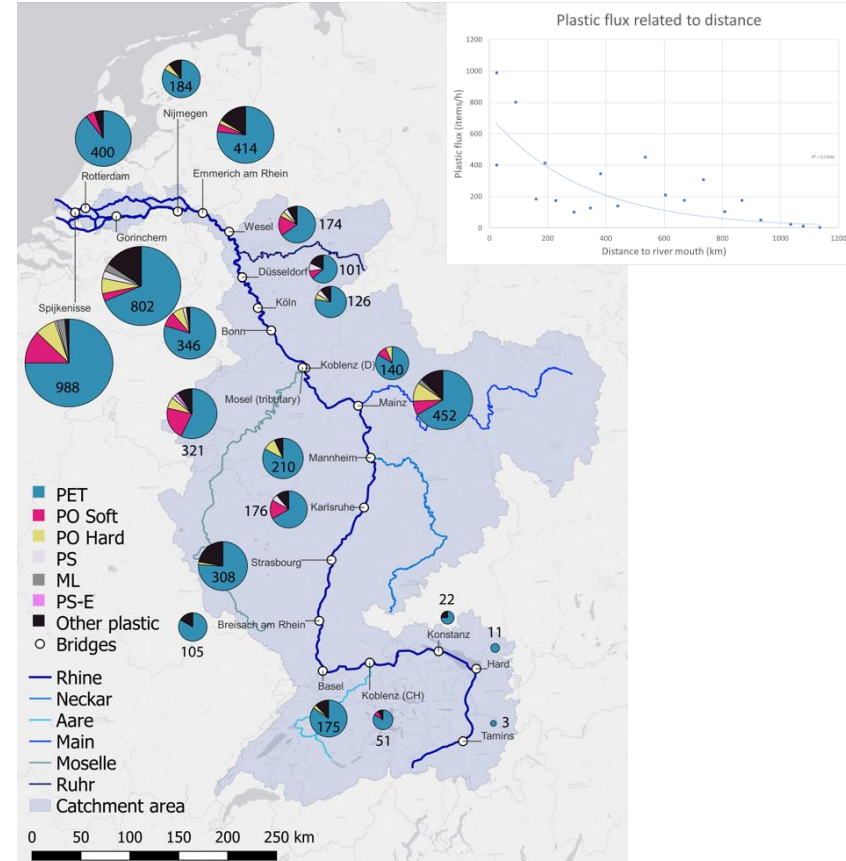 Plastic flux related to distance
Plastic flux (items/h)
1200
1000
800
600
400
200
0
0 200 400 600 800 1000 1200
Distance to river mouth (km)
184
Nijmegen
400
414
Rotterdam
Emmerich am Rhein
Gorinchem
Wesel
174
802
Düsseldorf
101
Spijkenisse
Köln
126
346
Bonn
988
Koblenz (D)
140
Mosel (tributary)
Mainz
452
321
Mannheim
210
Karlsruhe
176
Strasbourg
308
Breisach am Rhein
105
22
Konstanz
11
Hard
Basel
Koblenz (CH)
175
51
3
Tamins
PET
PO Soft
PO Hard
PS
ML
PS-E
Other plastic
Bridges
Rhine
Neckar
Aare
Main
Moselle
Ruhr
Catchment area
0 50 100 150 200 250 km